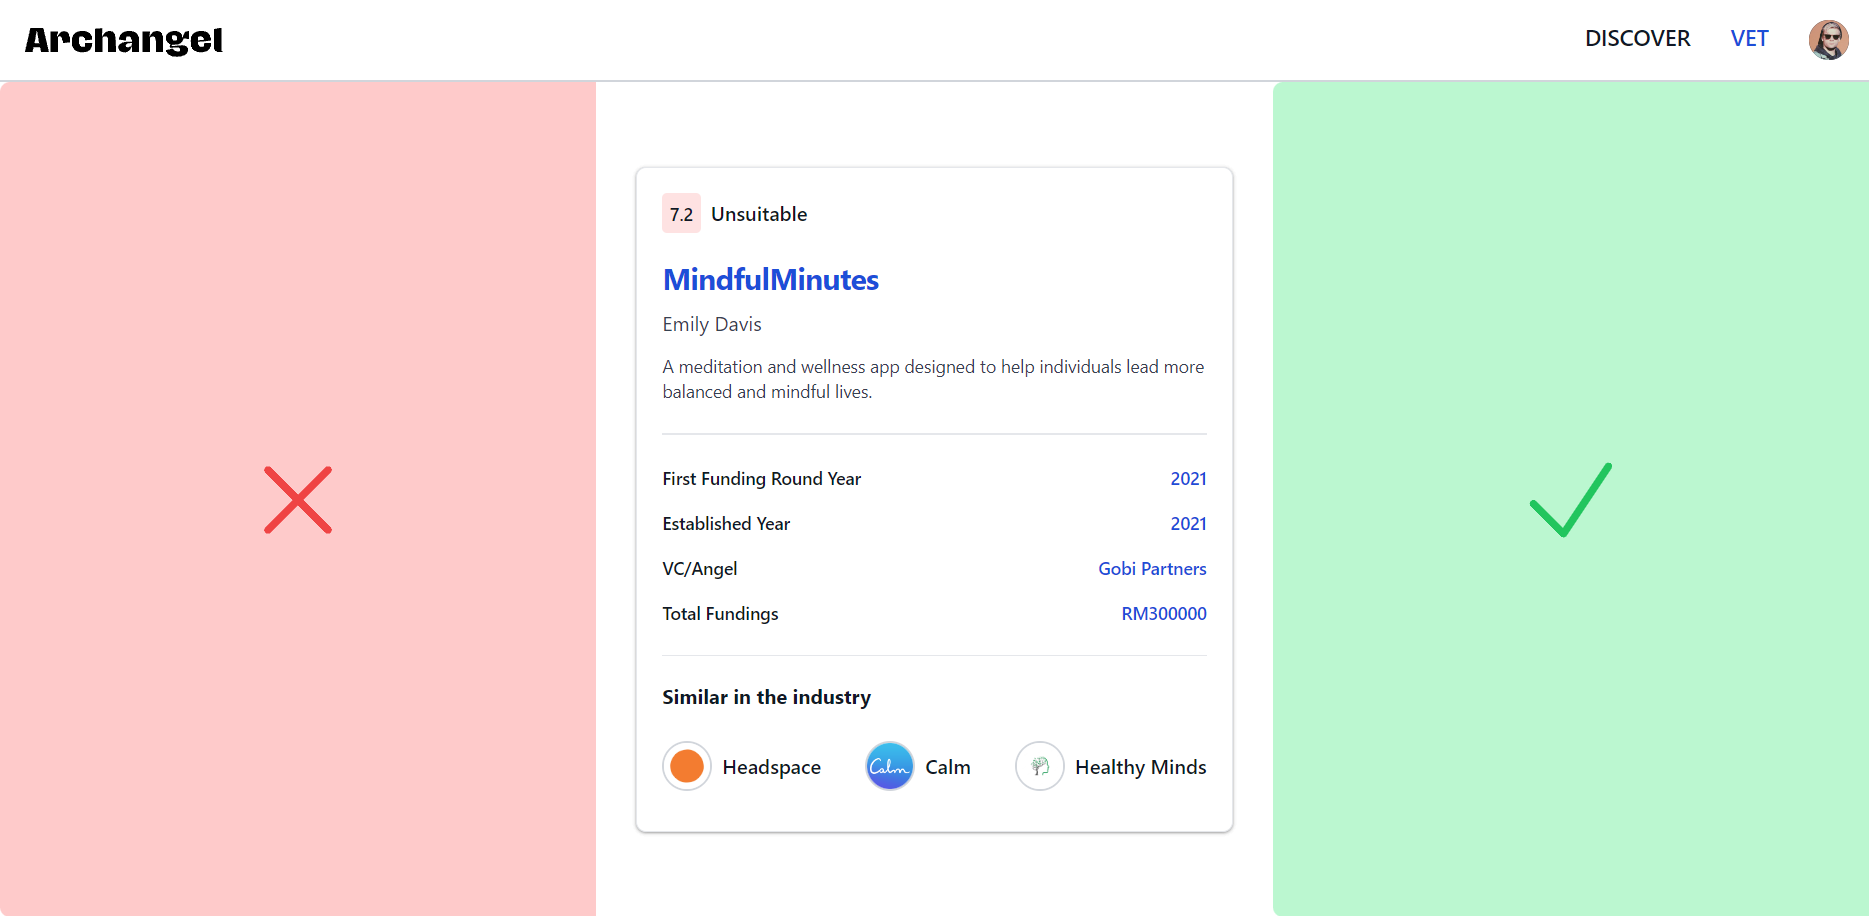 Archangel
DISCOVER
VET
7.2 Unsuitable
MindfulMinutes
Emily Davis
A meditation and wellness app designed to help individuals lead more
balanced and mindful lives.
First Funding Round Year 2021
Established Year 2021
VC/Angel Gobi Partners
Total Fundings RM300000
Similar in the industry
Headspace
Calm
Calm
Healthy Minds